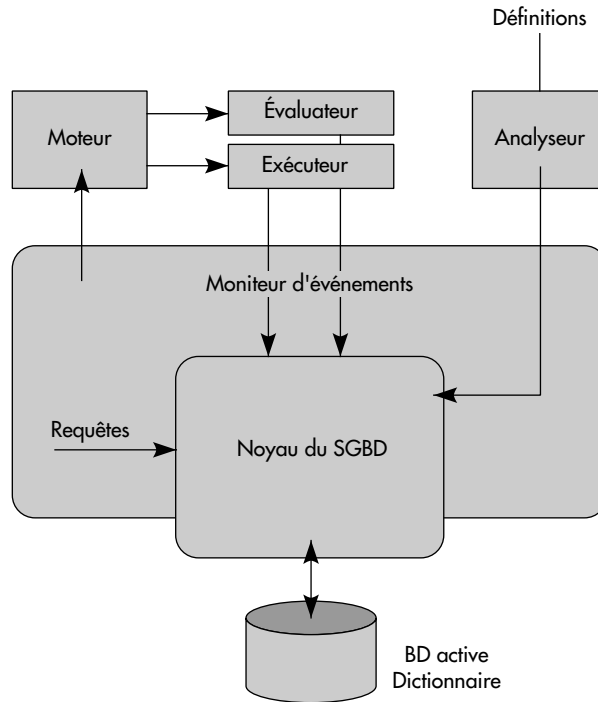 Définitions
Moteur
Évaluateur
Exécuteur
Analyseur
Moniteur d'événements
Requêtes
Noyau du SGBD
BD active
Dictionnaire